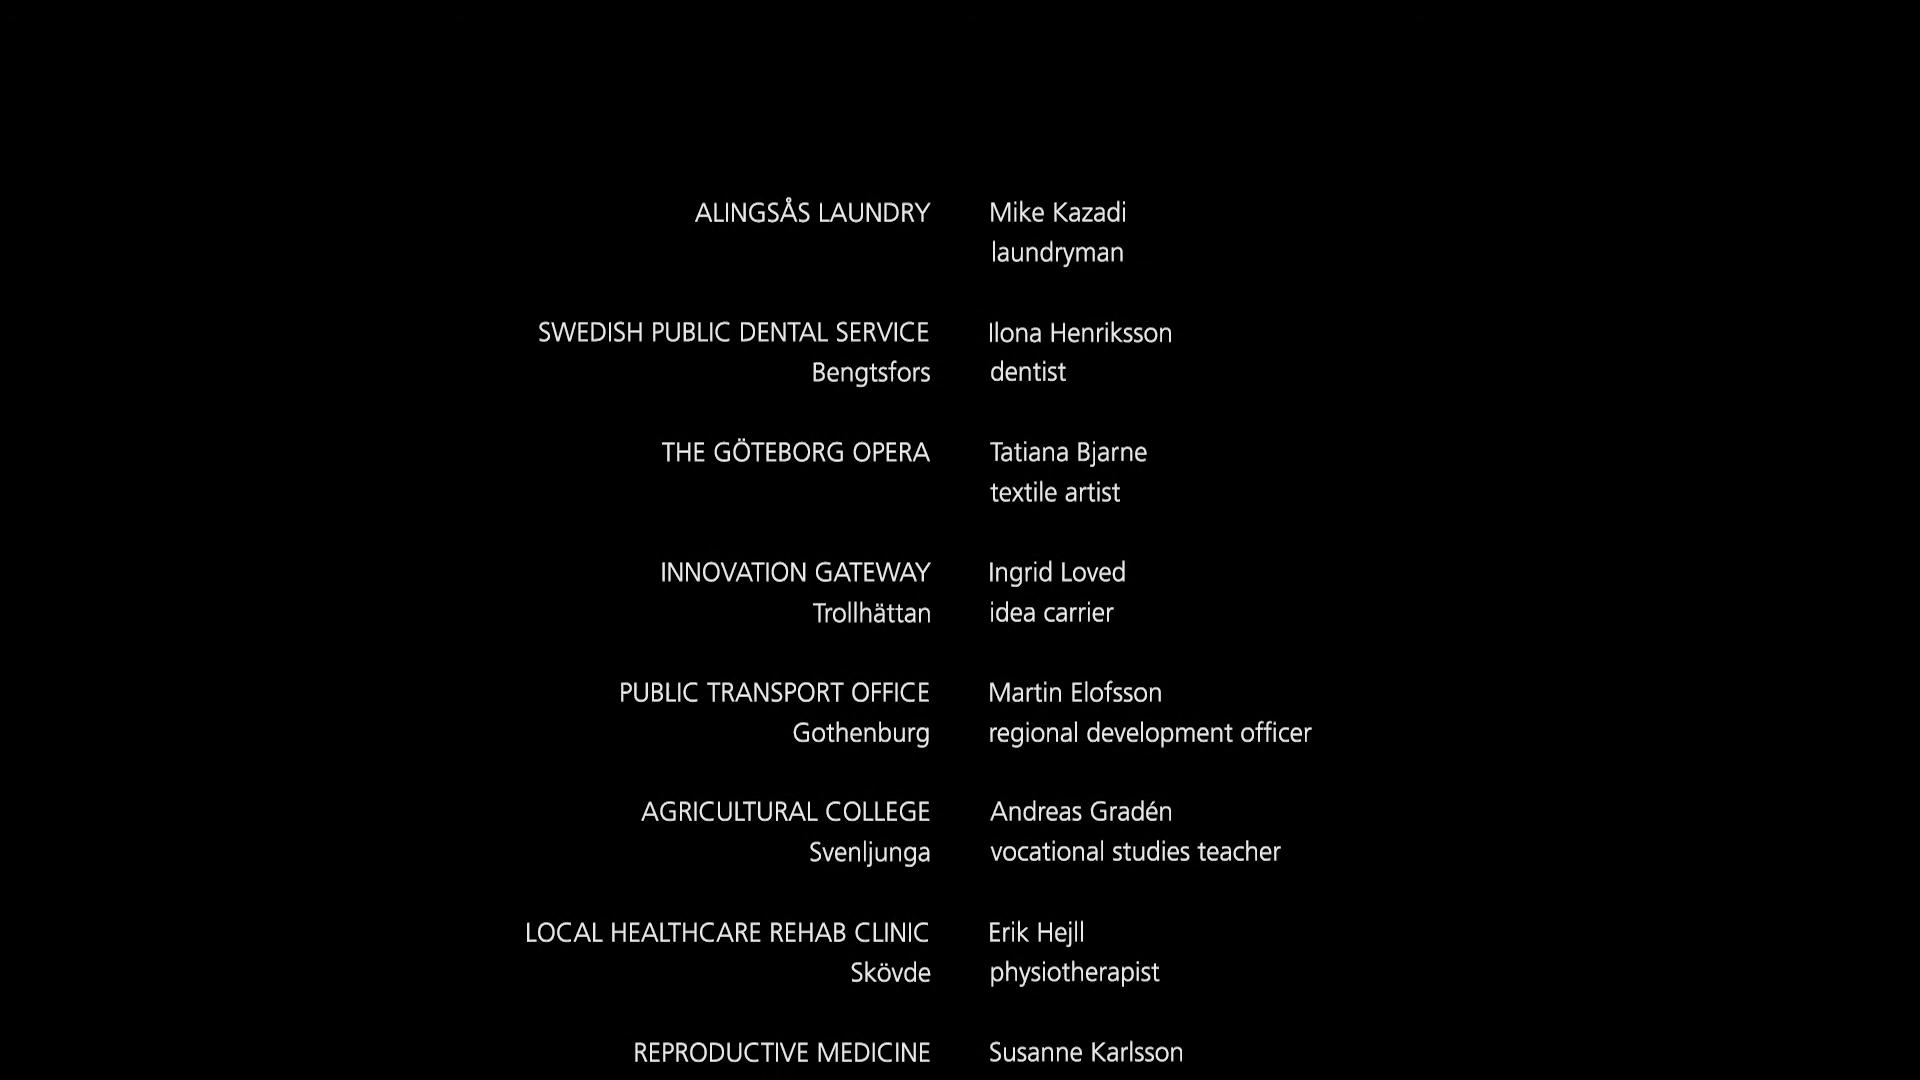 ALINGSÅS LAUNDRY Mike Kazadi
laundryman
SWEDISH PUBLIC DENTAL SERVICE Ilona Henriksson
Bengtsfors dentist
THE GÖTEBORG OPERA Tatiana Bjarne
textile artist
INNOVATION GATEWAY Ingrid Loved
Trollhättan idea carrier
PUBLIC TRANSPORT OFFICE Martin Elofsson
Gothenburg regional development officer
AGRICULTURAL COLLEGE Andreas Gradén
Svenljunga vocational studies teacher
LOCAL HEALTHCARE REHAB CLINIC Erik Hejll
Skövde physiotherapist
REPRODUCTIVE MEDICINE Susanne Karlsson